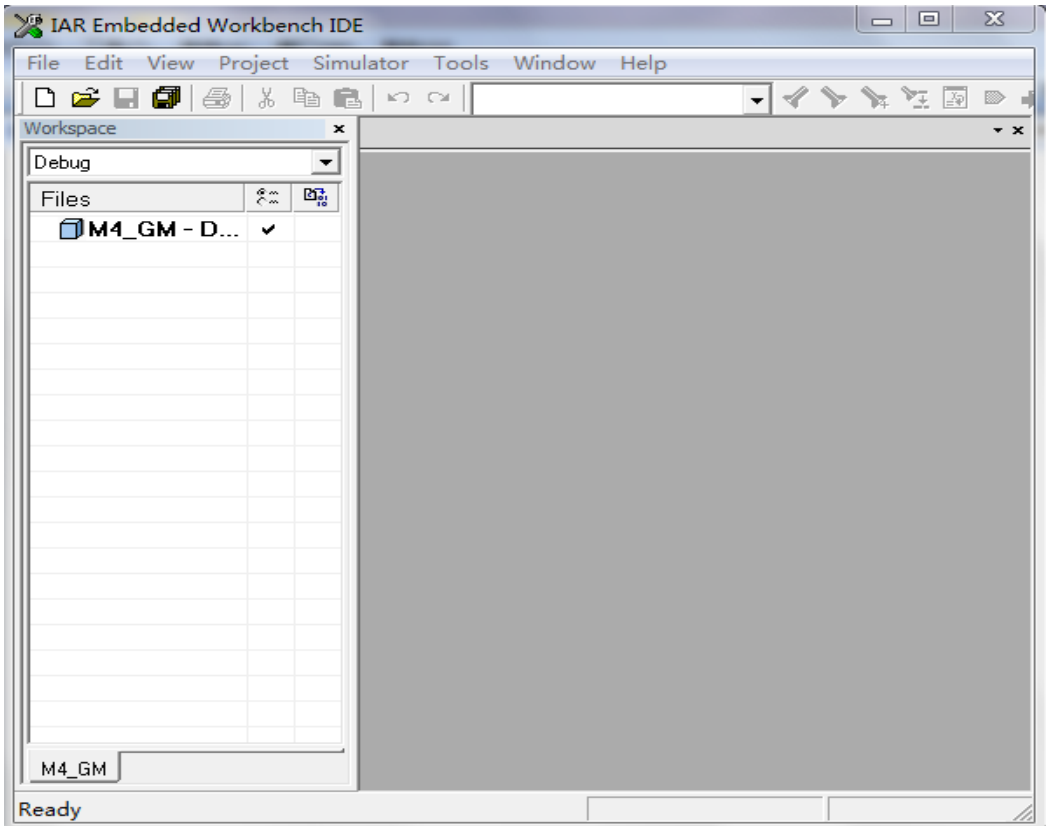 IAR Embedded Workbench IDE
File Edit View Project Simulator Tools Window Help
Workspace
Debug
Files
M4_GM - D...
M4_GM
Ready